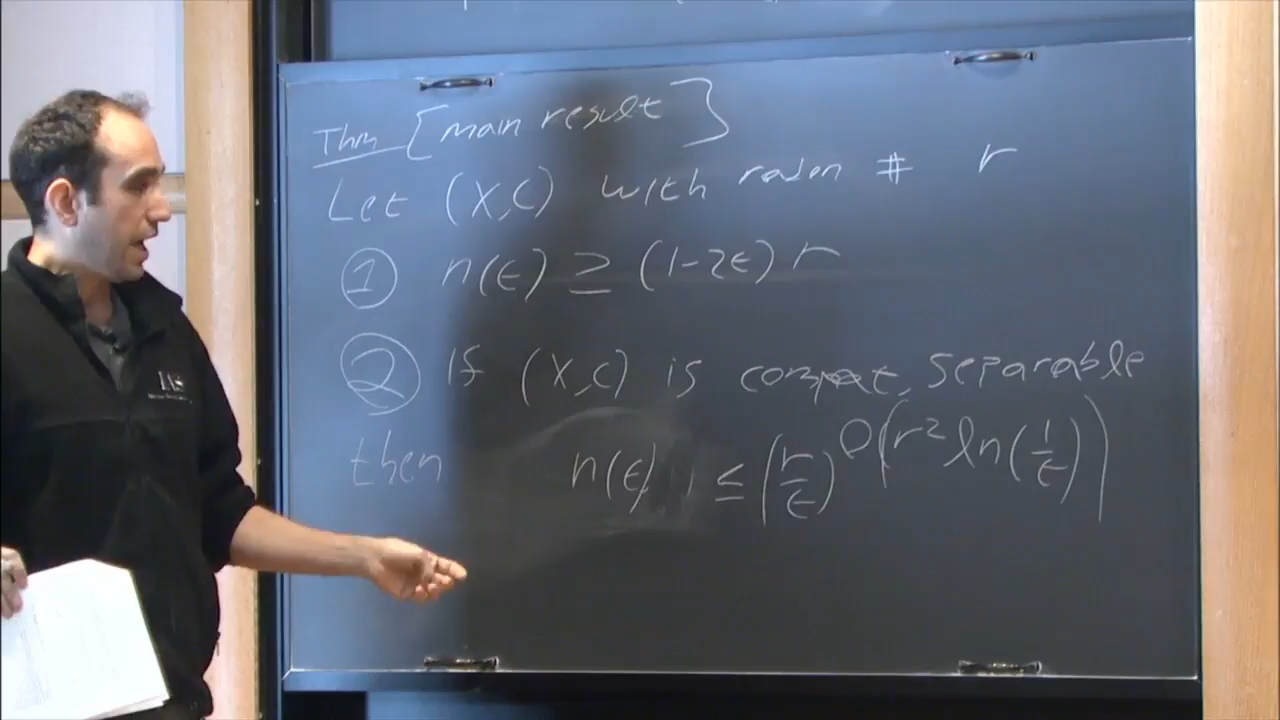 Thm [main result]
Let (X,C) with radon # r
① n(ϵ) ≥ (1-2ϵ) r
② If (X,C) is compact, separable
then n(ϵ) ≤ (r/ϵ)^O(r² ln(1/ϵ))